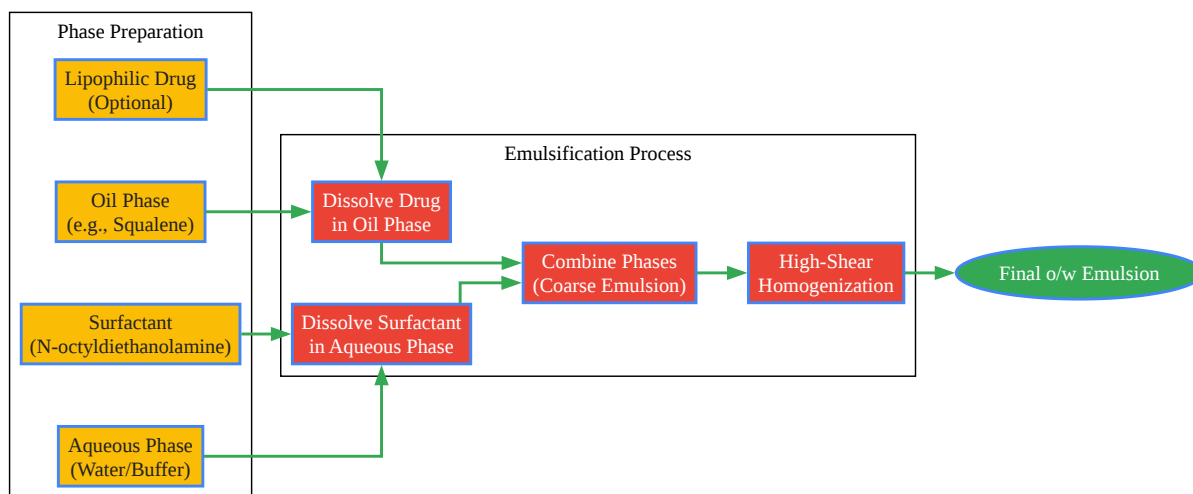 Phase Preparation
Lipophilic Drug
(Optional)
Oil Phase
(e.g., Squalene)
Surfactant
(N-octyldiethanolamine)
Aqueous Phase
(Water/Buffer)
Emulsification Process
Dissolve Drug
in Oil Phase
Dissolve Surfactant
in Aqueous Phase
Combine Phases
(Coarse Emulsion)
High-Shear
Homogenization
Final o/w Emulsion